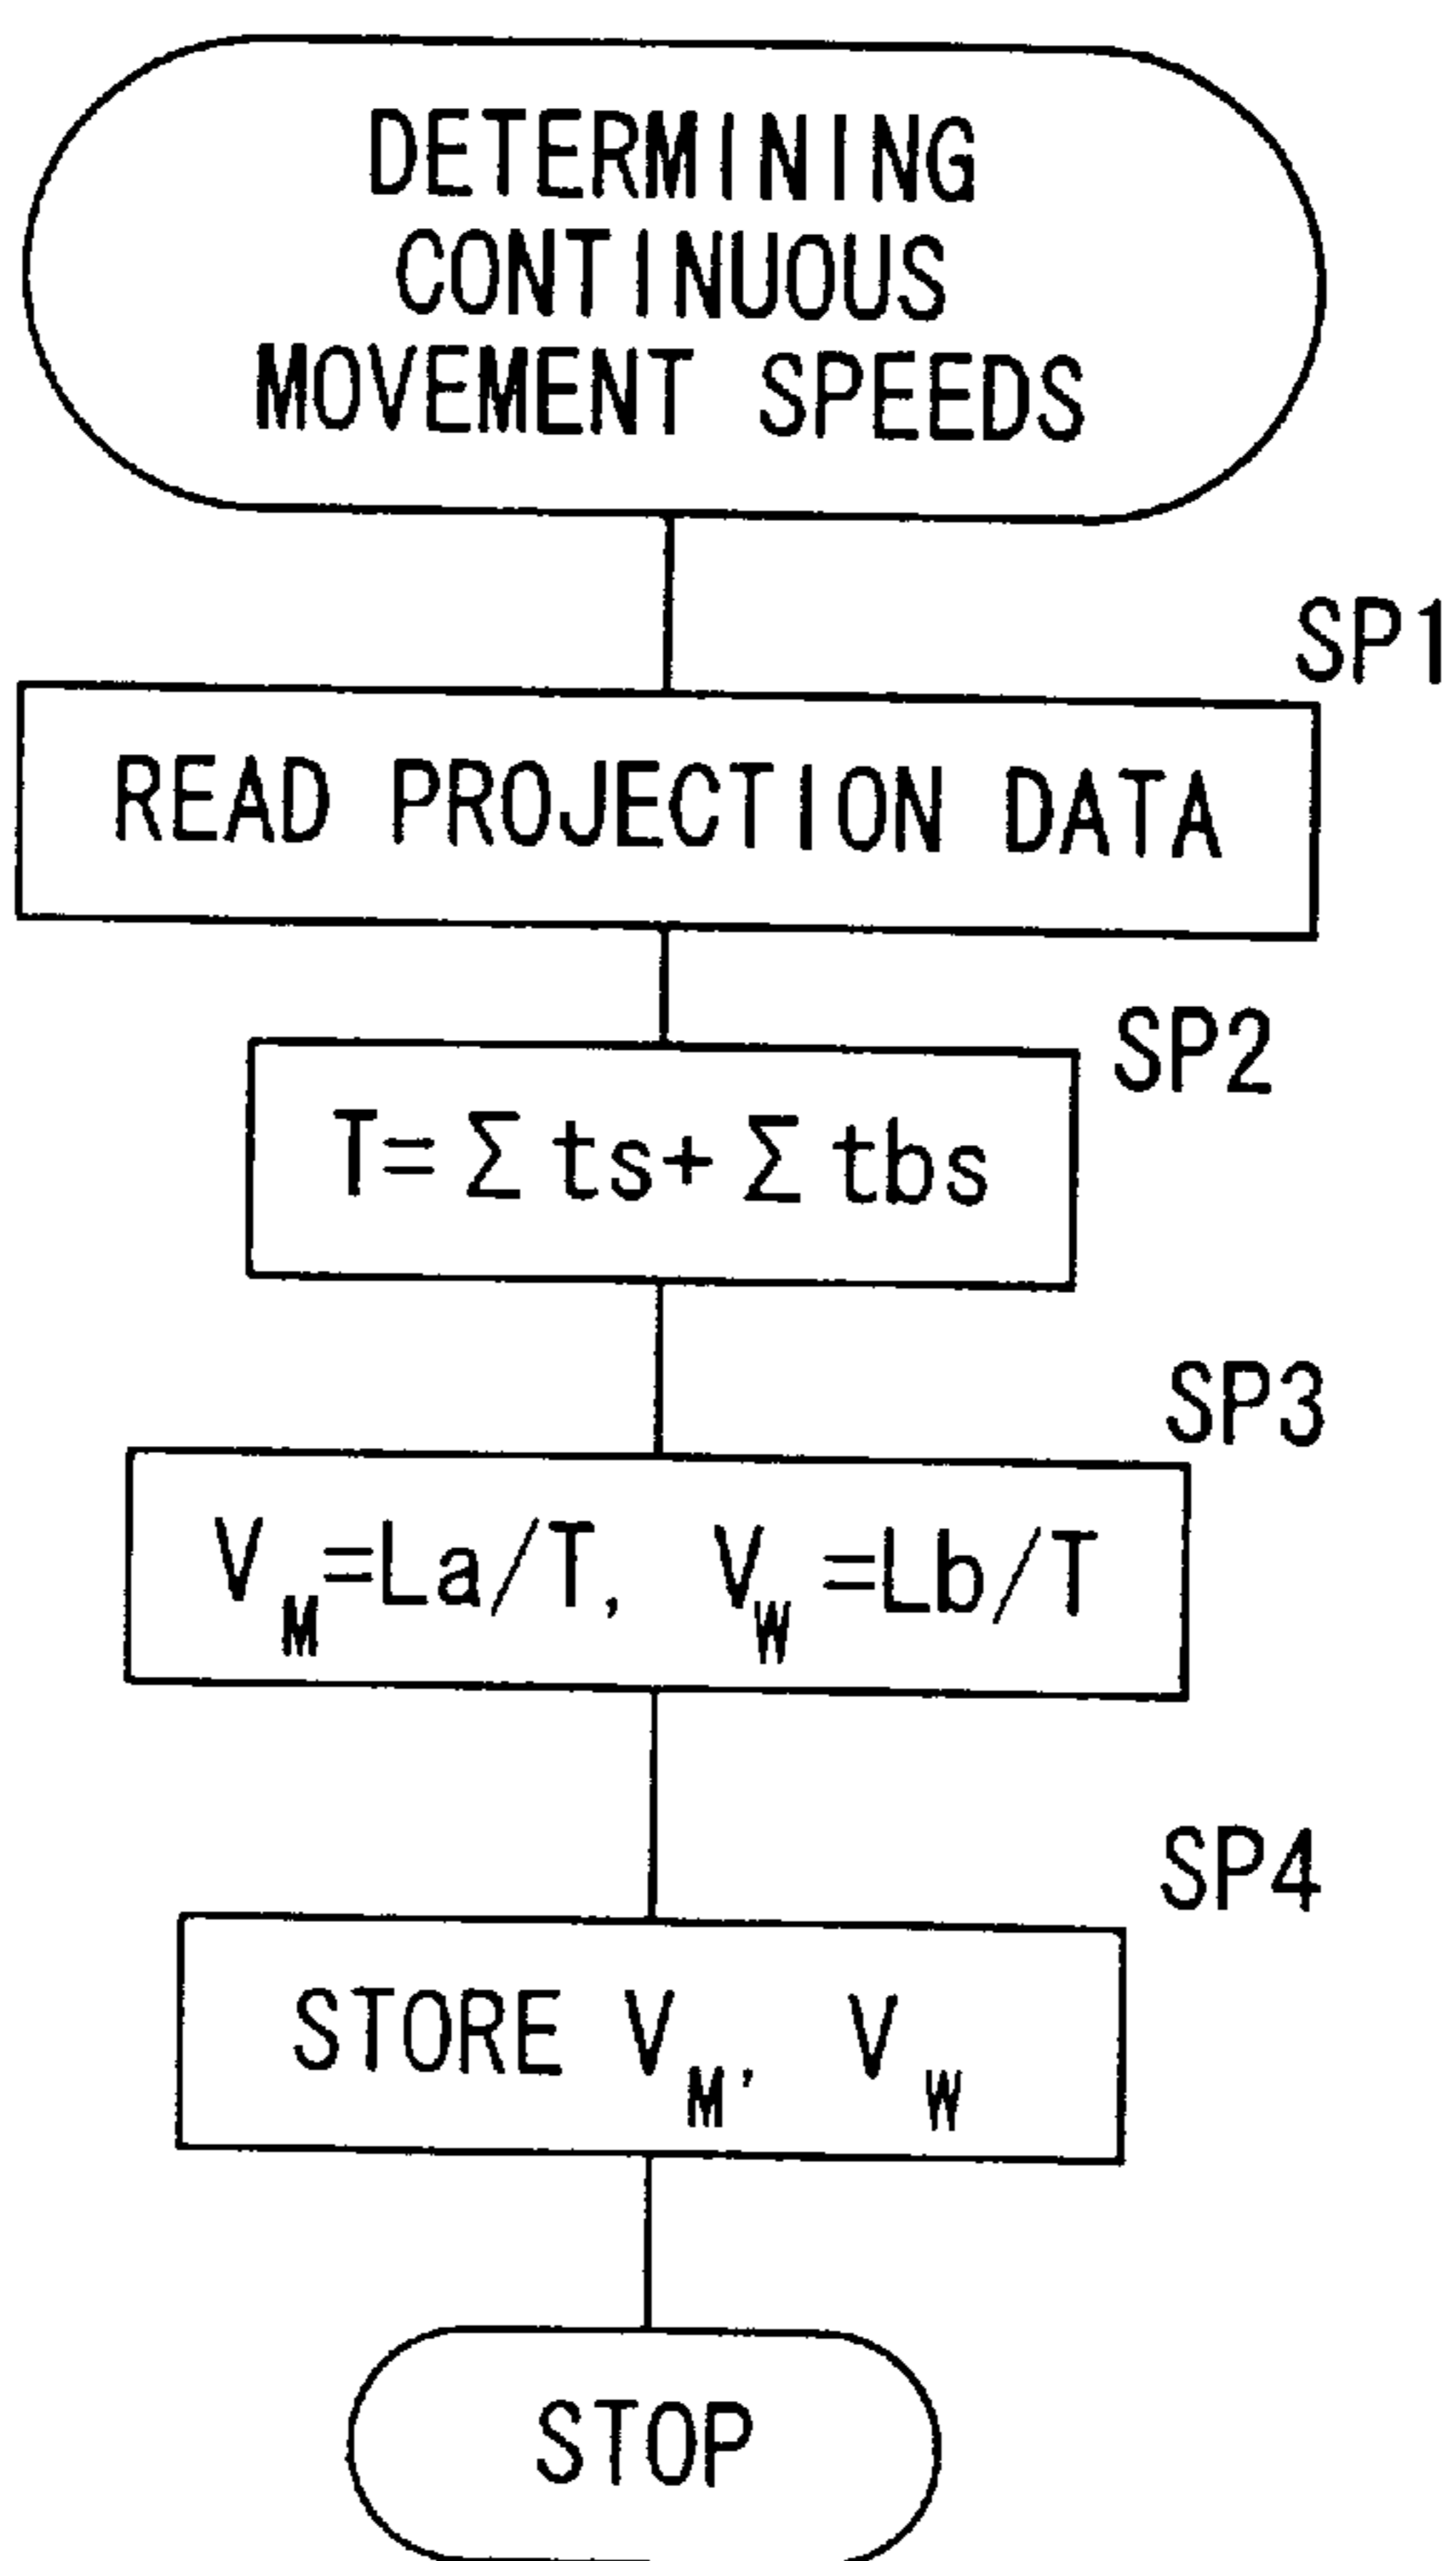 DETERMINING
CONTINUOUS
MOVEMENT SPEEDS
SP1
READ PROJECTION DATA
SP2
T=Σts+Σtbs
SP3
V_M=La/T, V_W=Lb/T
SP4
STORE V_M, V_W
STOP